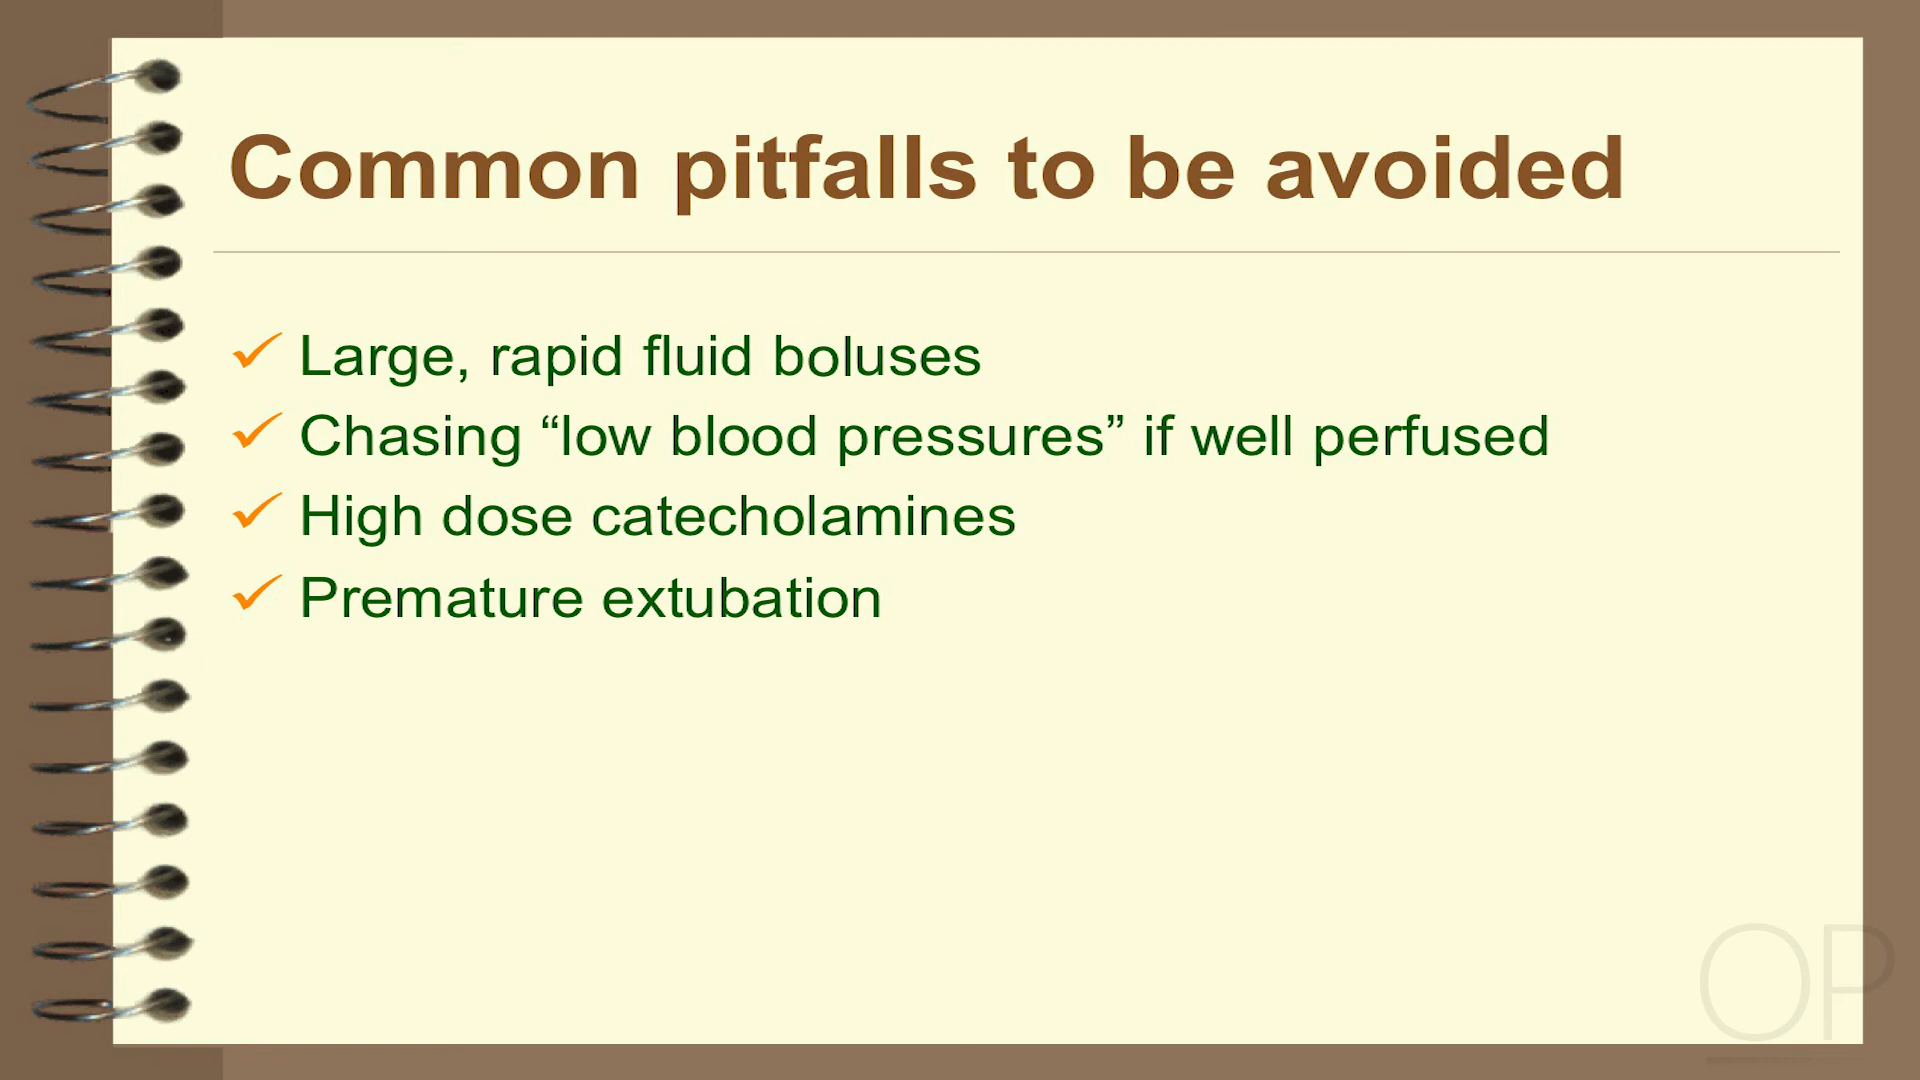 Common pitfalls to be avoided
Large, rapid fluid boluses
Chasing “low blood pressures” if well perfused
High dose catecholamines
Premature extubation
OP